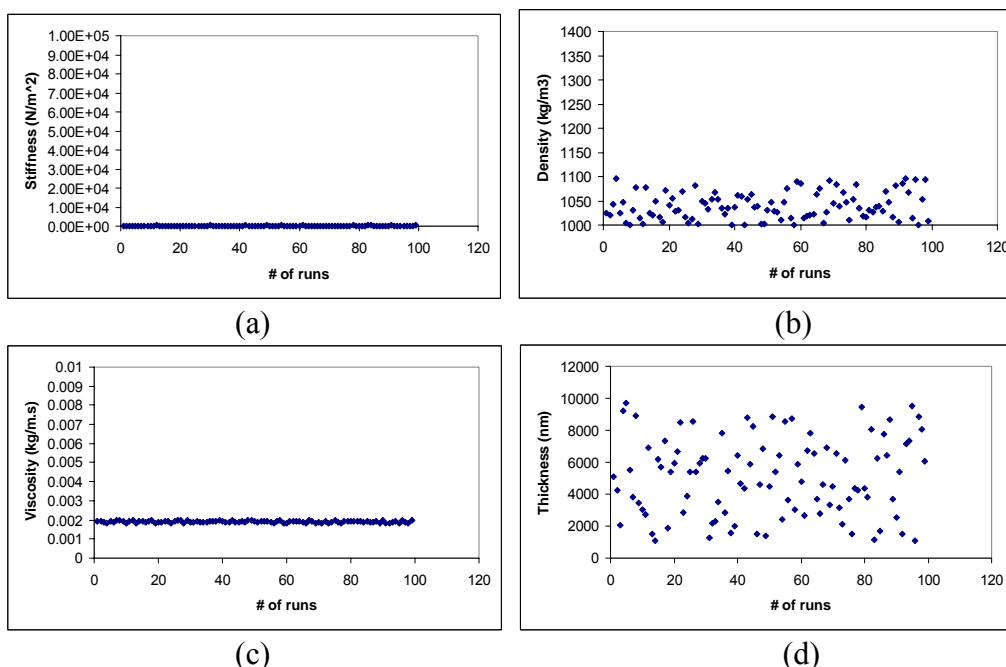 1.00E+05
9.00E+04
8.00E+04
7.00E+04
6.00E+04
5.00E+04
4.00E+04
3.00E+04
2.00E+04
1.00E+04
0.00E+00
Stiffness (N/m^2)
0 20 40 60 80 100 120
# of runs
(a)
1400
1350
1300
1250
1200
1150
1100
1050
1000
Density (kg/m3)
0 20 40 60 80 100 120
# of runs
(b)
0.01
0.009
0.008
0.007
0.006
0.005
0.004
0.003
0.002
0.001
0
Viscosity (kg/m.s)
0 20 40 60 80 100 120
# of runs
(c)
12000
10000
8000
6000
4000
2000
0
Thickness (nm)
0 20 40 60 80 100 120
# of runs
(d)